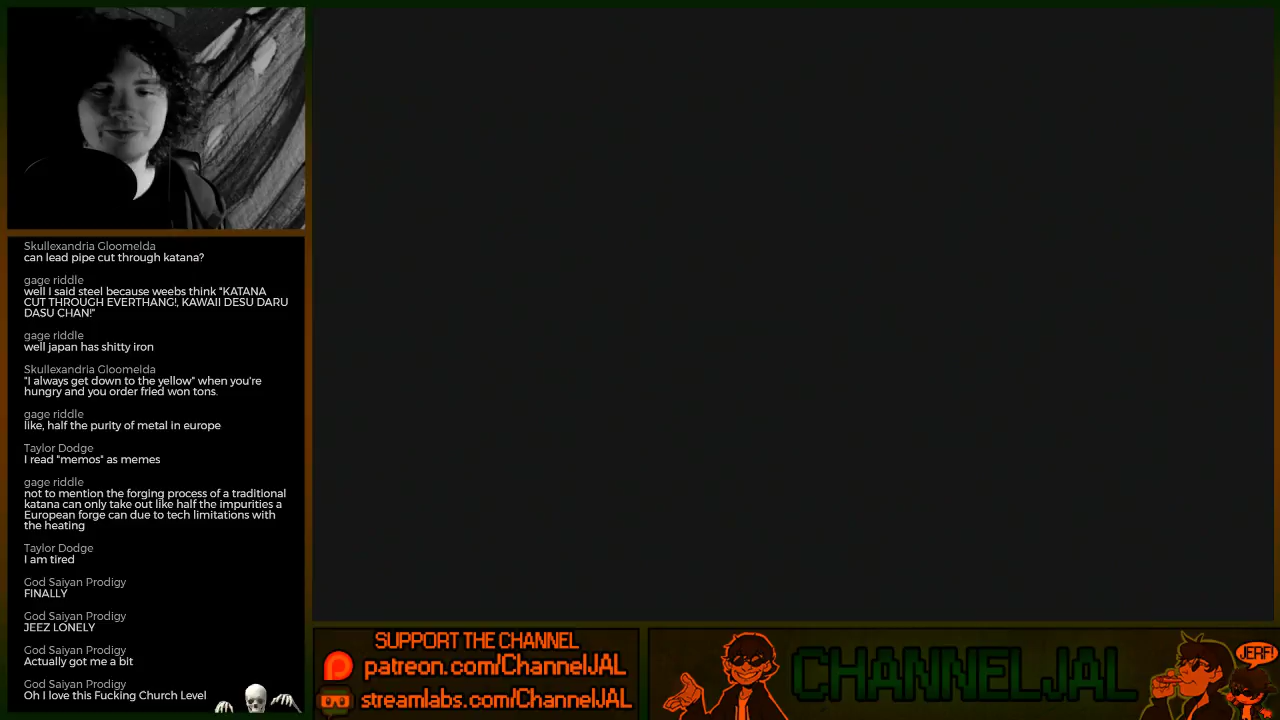 Skullexandria Gloomelda
can lead pipe cut through katana?
gage riddle
well I said steel because weebs think "KATANA
CUT THROUGH EVERTHANG!, KAWAII DESU DARU
DASU CHAN!"
gage riddle
well japan has shitty iron
Skullexandria Gloomelda
"I always get down to the yellow" when you're
hungry and you order fried won tons.
gage riddle
like, half the purity of metal in europe
Taylor Dodge
I read "memos" as memes
gage riddle
not to mention the forging process of a traditional
katana can only take out like half the impurities a
European forge can due to tech limitations with
the heating
Taylor Dodge
I am tired
God Saiyan Prodigy
FINALLY
God Saiyan Prodigy
JEEZ LONELY
God Saiyan Prodigy
Actually got me a bit
God Saiyan Prodigy
Oh I love this Fucking Church Level
SUPPORT THE CHANNEL
patreon.com/ChannelJAL
streamlabs.com/ChannelJAL
CHANNELJAL
JERF!